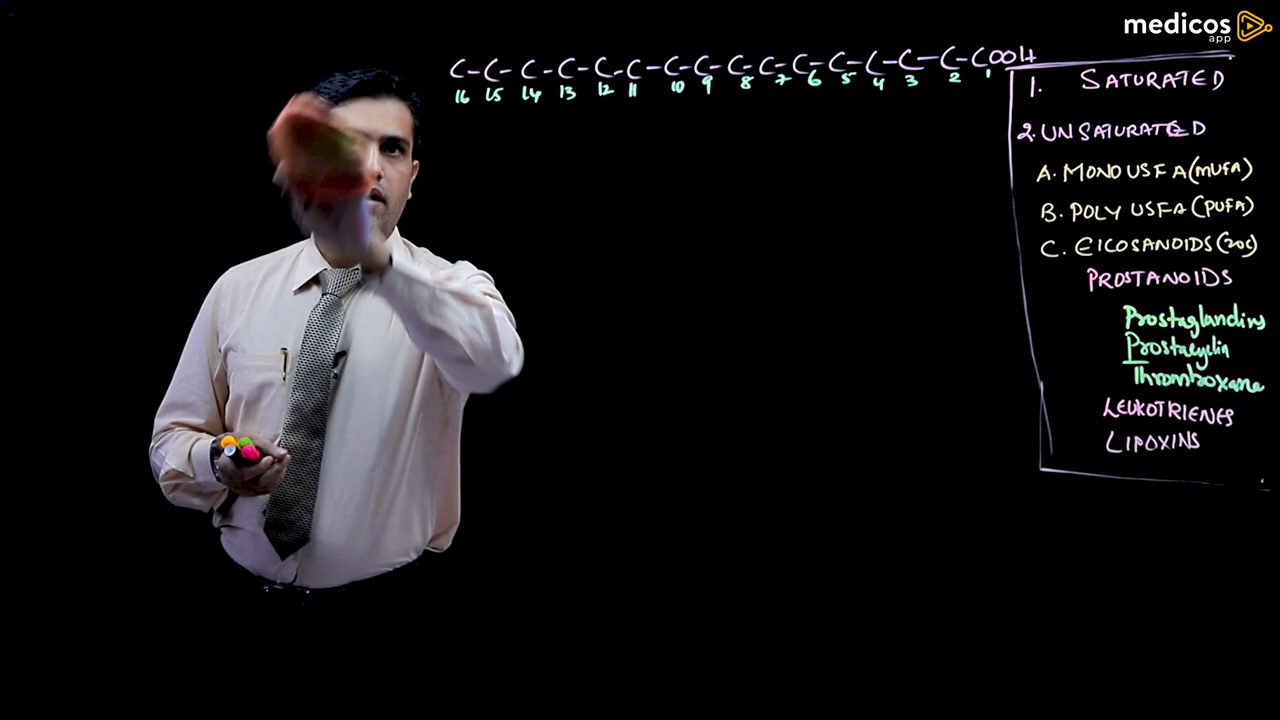 medicos
app
C-C-C-C-C-C-C-C-C-C-C-C-C-C-C-COOH
16 15 14 13 12 11 10 9 8 7 6 5 4 3 2 1
1. SATURATED
2. UNSATURATED
A. MONO USFA (MUFA)
B. POLY USFA (PUFA)
C. EICOSANOIDS (20C)
PROSTANOIDS
Prostaglandins
Prostacyclin
Thromboxane
LEUKOTRIENES
LIPOXINS